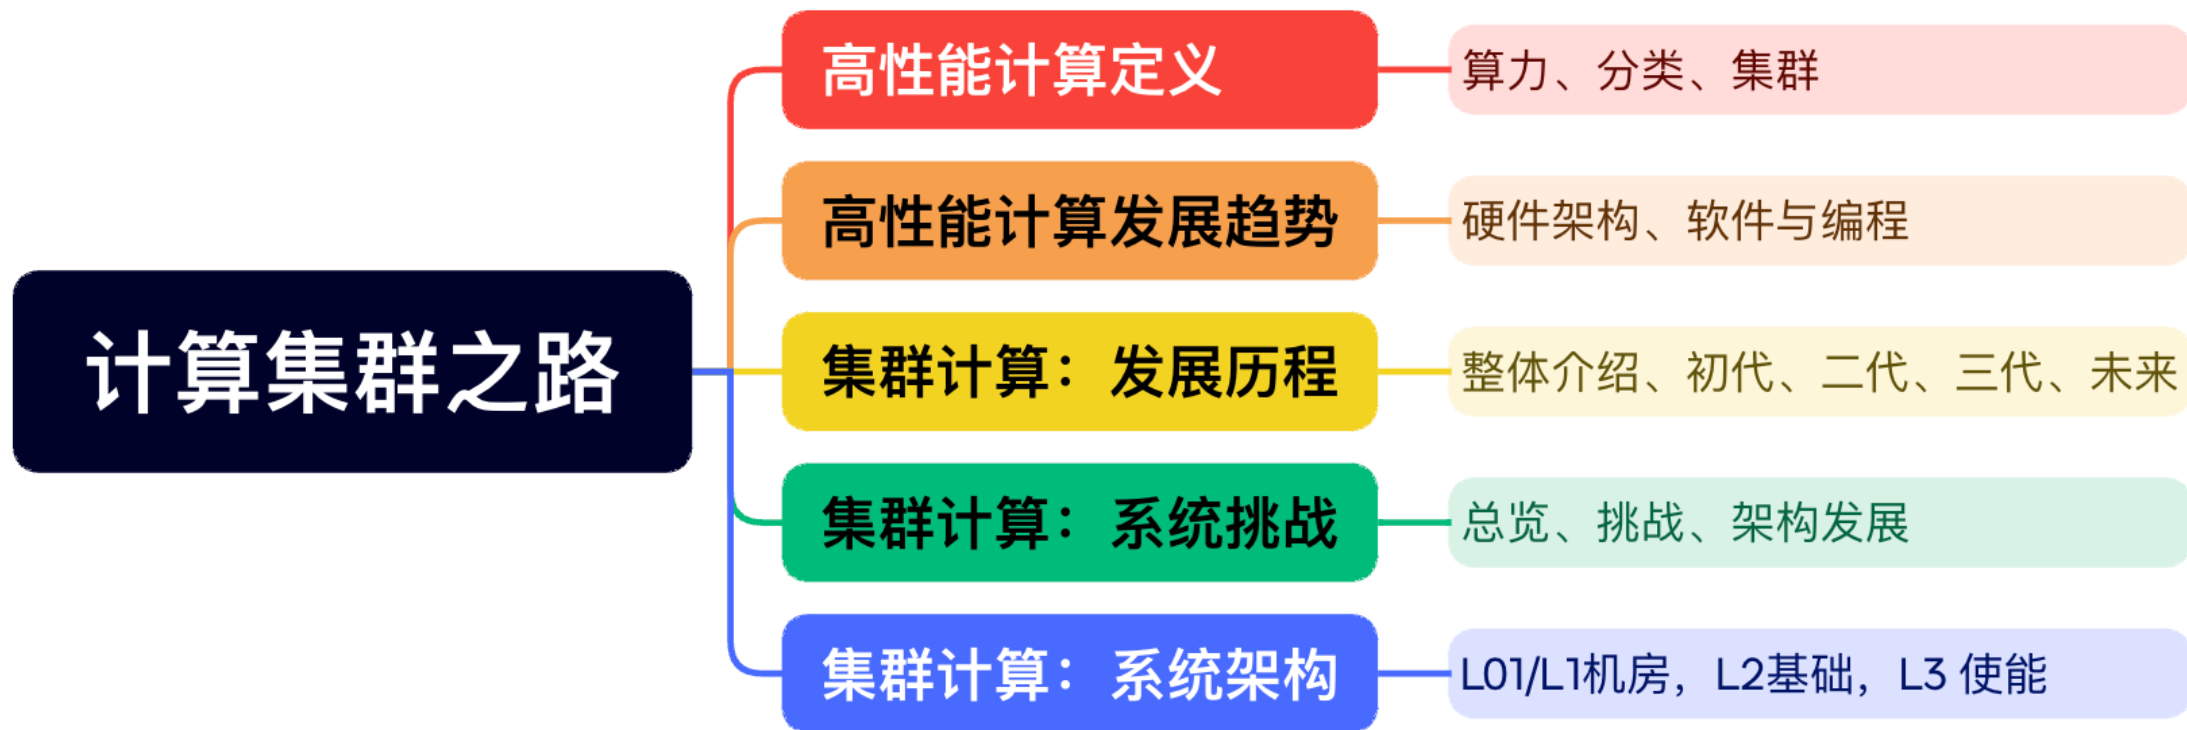 高性能计算定义
算力、分类、集群
高性能计算发展趋势
硬件架构、软件与编程
计算集群之路
集群计算：发展历程
整体介绍、初代、二代、三代、未来
集群计算：系统挑战
总览、挑战、架构发展
集群计算：系统架构
L01/L1机房，L2基础，L3 使能